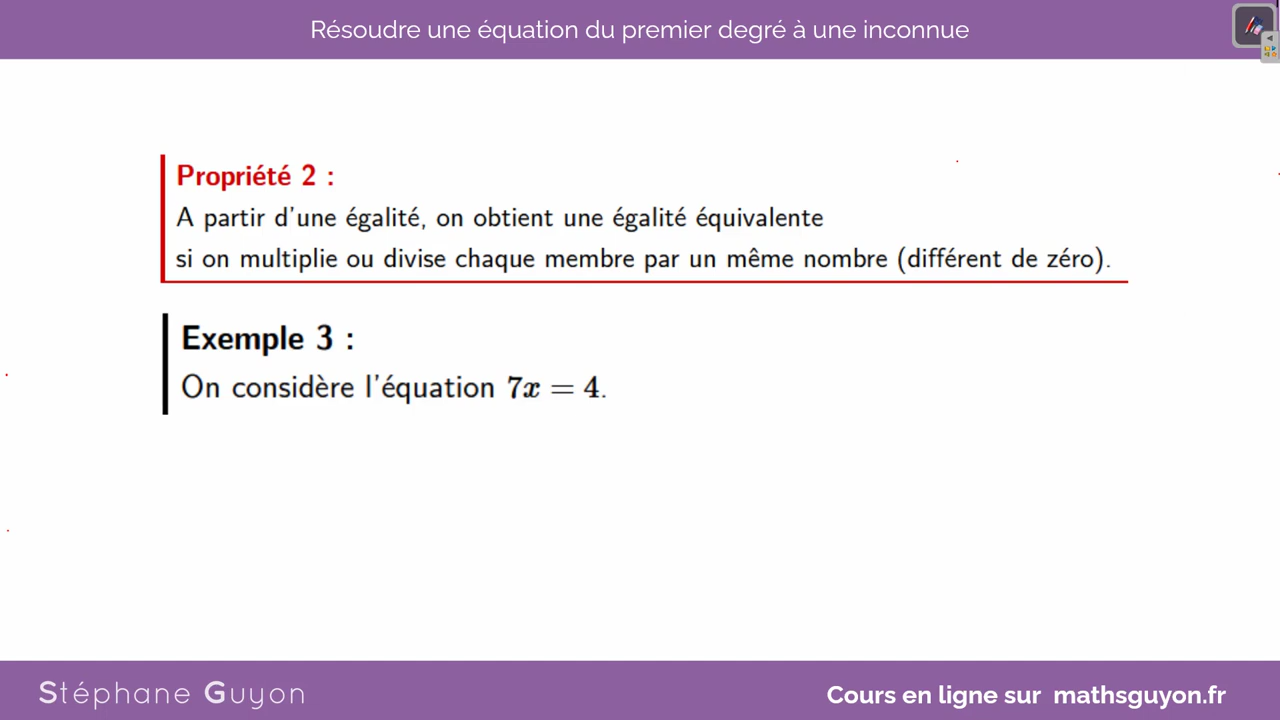 Résoudre une équation du premier degré à une inconnue
Propriété 2 :
A partir d'une égalité, on obtient une égalité équivalente
si on multiplie ou divise chaque membre par un même nombre (différent de zéro).
Exemple 3 :
On considère l'équation 7x = 4.
Stéphane Guyon
Cours en ligne sur mathsguyon.fr